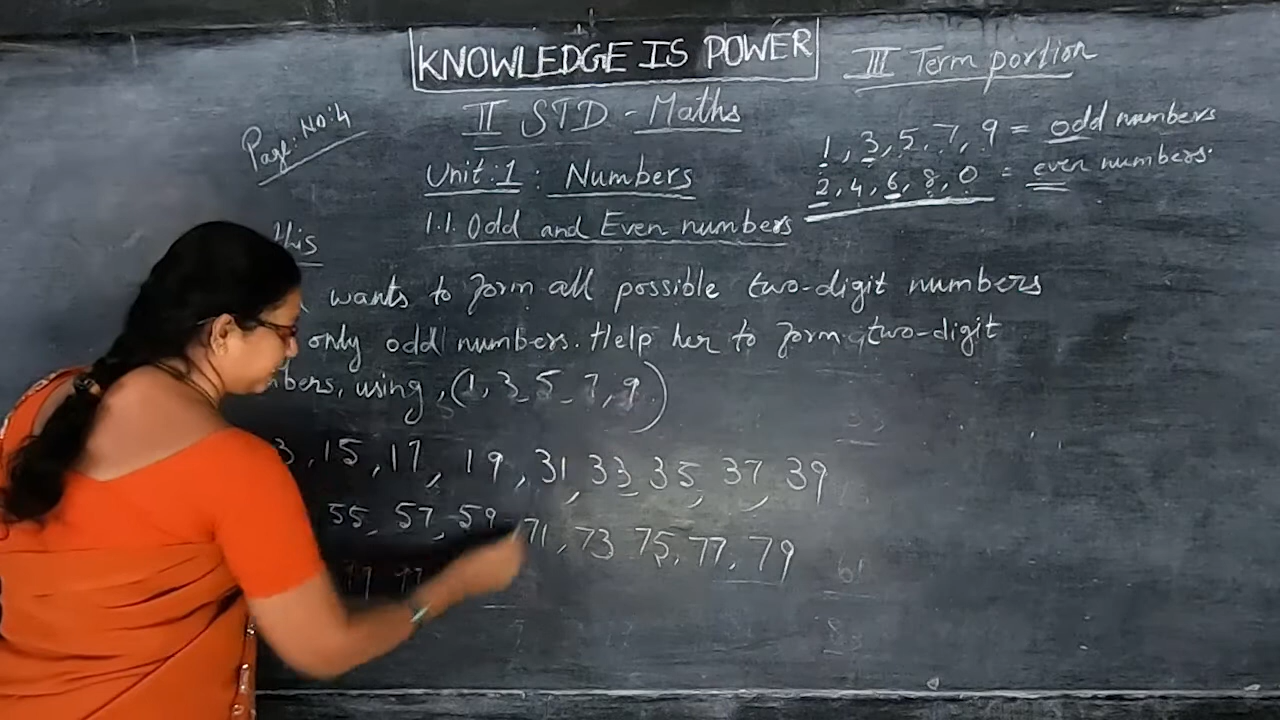 KNOWLEDGE IS POWER
III Term portion
Page: No: 4
II STD - Maths
1, 3, 5, 7, 9 = odd numbers
2, 4, 6, 8, 0 = even numbers.
Unit: 1 : Numbers
1.1. Odd and Even numbers
this
wants to form all possible two-digit numbers
only odd numbers. Help her to form two-digit
bers, using, (1, 3, 5, 7, 9)
3, 15, 17, 19, 31, 33, 35, 37, 39
55, 57, 59, 71, 73 75, 77, 79